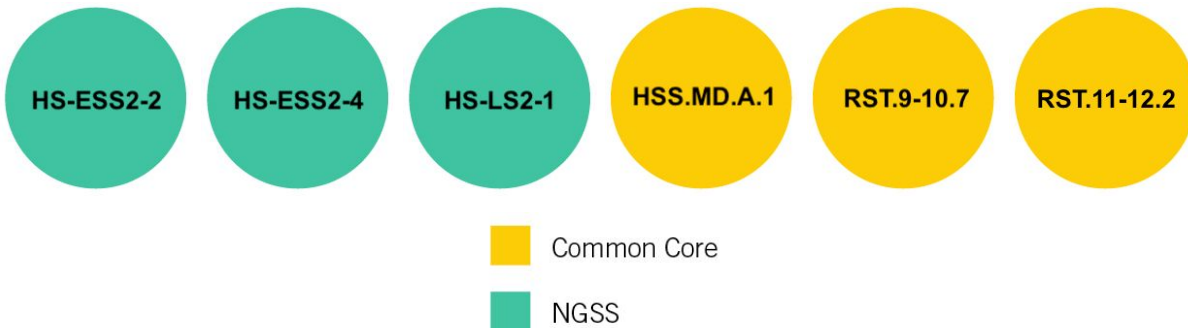 HS-ESS2-2 HS-ESS2-4 HS-LS2-1 HSS.MD.A.1 RST.9-10.7 RST.11-12.2
Common Core
NGSS